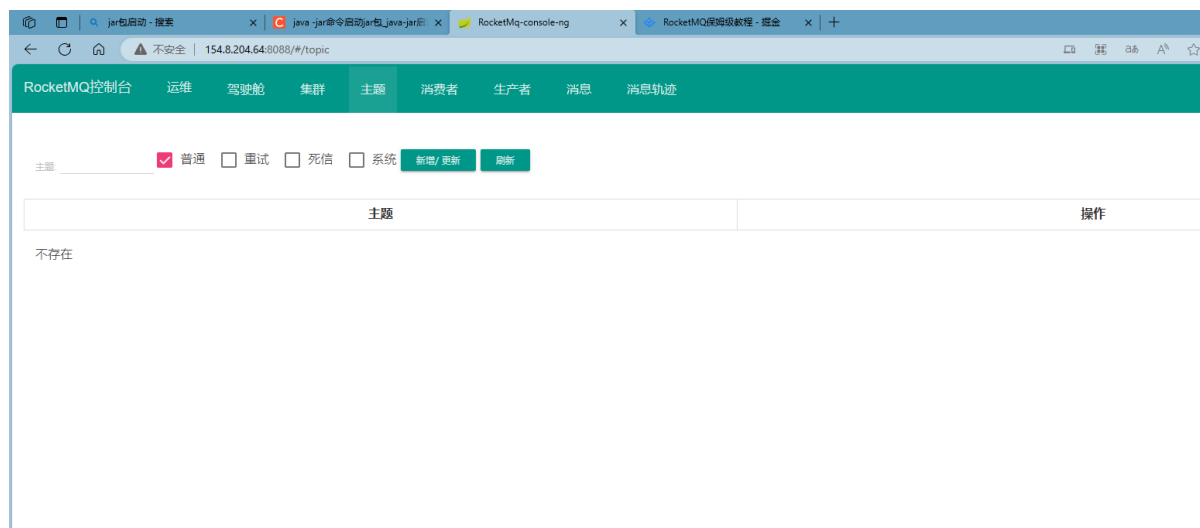 jar包启动 - 搜索
java -jar命令启动jar包_java-jar启
RocketMq-console-ng
RocketMQ保姆级教程 - 掘金
不安全 154.8.204.64:8088/#/topic
RocketMQ控制台 运维 驾驶舱 集群 主题 消费者 生产者 消息 消息轨迹
主题 普通 重试 死信 系统 新增/ 更新 刷新
主题 操作
不存在